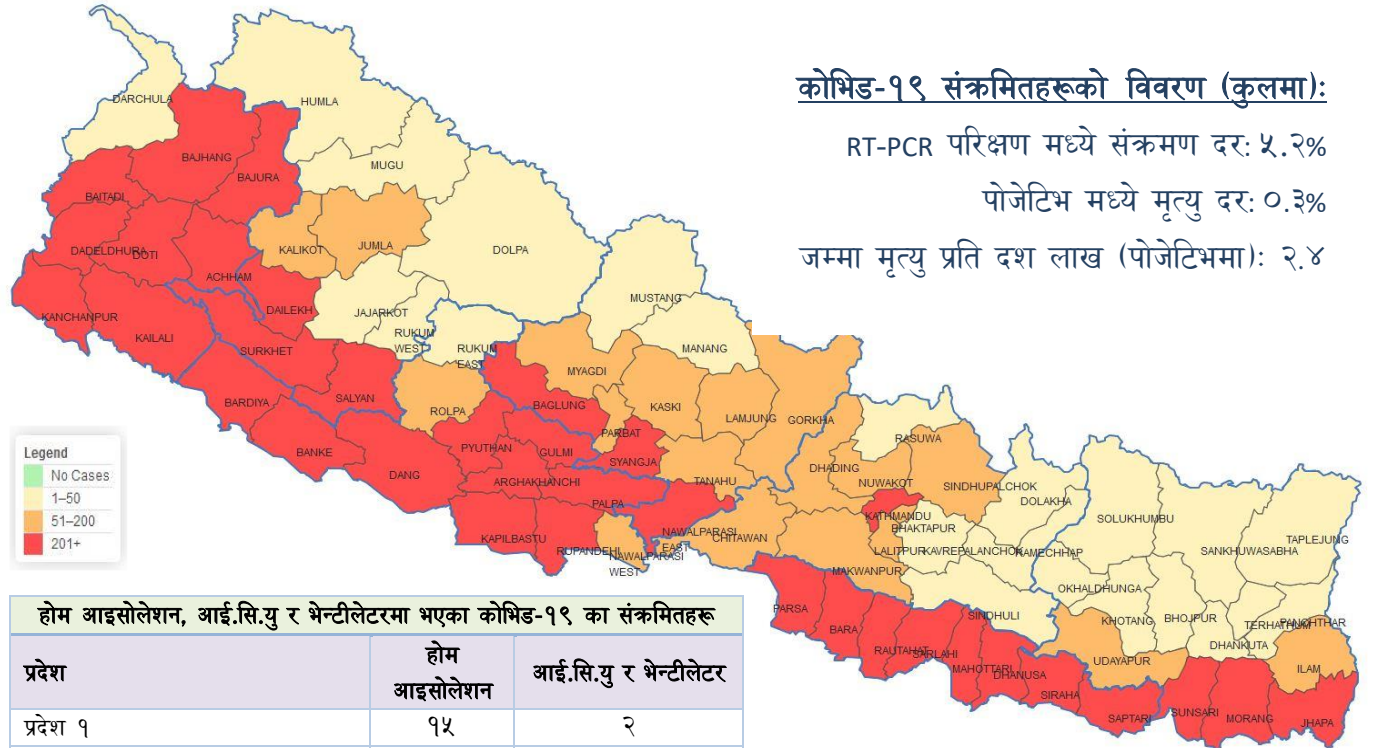 कोभिड-१९ संक्रमितहरूको विवरण (कुलमा):
RT-PCR परिक्षण मध्ये संक्रमण दर: ५.२%
पोजेटिभ मध्ये मृत्यु दर: ०.३%
जम्मा मृत्यु प्रति दश लाख (पोजेटिभमा): २.४
DARCHULA
HUMLA
BAJHANG
MUGU
BAJURA
BAITADI
DADELDHURA
DOTI
KALIKOT
JUMLA
DOLPA
ACHHAM
DAILEKH
MUSTANG
KANCHANPUR
JAJARKOT
KAILALI
RUKUM
WEST
SURKHET
RUKUM
EAST
MANANG
MYAGDI
BARDIYA
SALYAN
ROLPA
BAGLUNG
KASKI
LAMJUNG
GORKHA
PARBAT
RASUWA
BANKE
PYUTHAN
GULMI
SYANGJA
DHADING
DANG
ARGHAKHANCHI
TANAHU
NUWAKOT
SINDHUPALCHOK
DOLAKHA
PALPA
KATHMANDU
BHAKTAPUR
SOLUKHUMBU
TAPLEJUNG
KAPILBASTU
RUPANDEHI
NAWALPARASI
EAST
CHITAWAN
LALITPUR
KAVREPALANCHOK
RAMECHHAP
SANKHUWASABHA
NAWALPARASI
WEST
MAKWANPUR
OKHALDHUNGA
PARSA
SINDHULI
KHOTANG
BHOJPUR
TERHATHUM
PANCHTHAR
BARA
DHANKUTA
RAUTAHAT
SARLAHI
UDAYAPUR
ILAM
MAHOTTARI
DHANUSA
SIRAHA
SAPTARI
SUNSARI
MORANG
JHAPA
Legend
No Cases
1–50
51–200
201+
होम आइसोलेशन, आई.सि.यु र भेन्टीलेटरमा भएका कोभिड-१९ का संक्रमितहरू
प्रदेश
होम
आइसोलेशन
आई.सि.यु र भेन्टीलेटर
प्रदेश १
१५
२